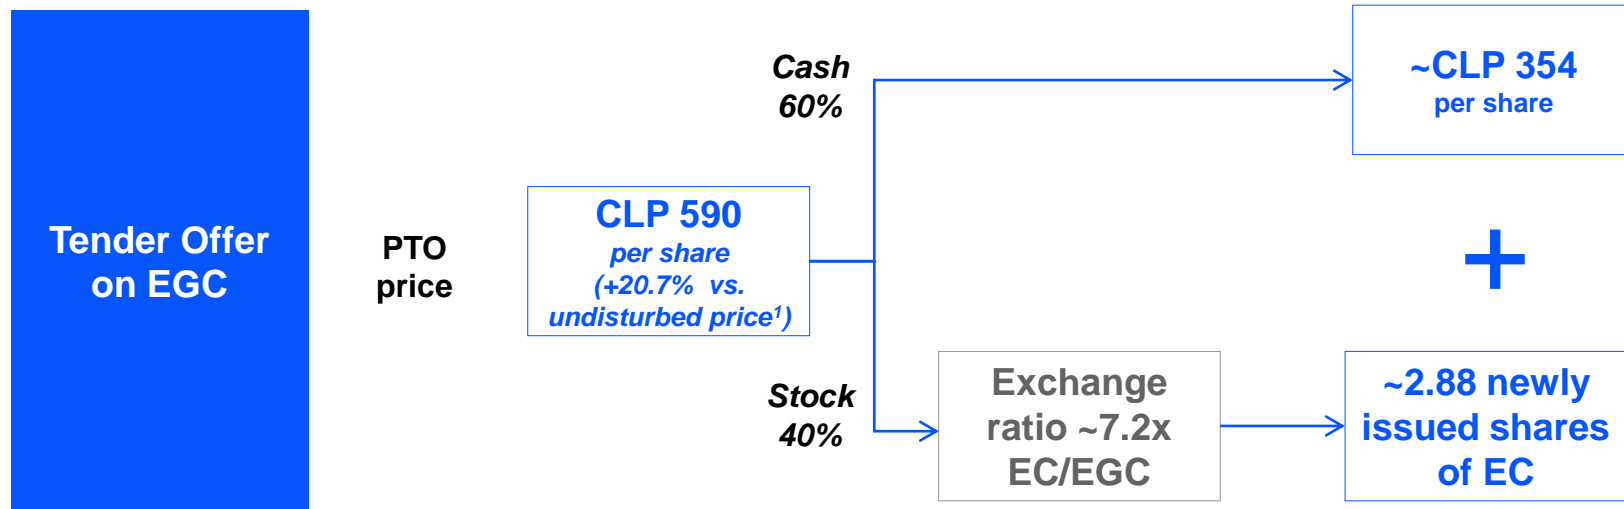 Tender Offer
on EGC
PTO
price
CLP 590
per share
(+20.7% vs.
undisturbed price¹)
Cash
60%
~CLP 354
per share
+
Stock
40%
Exchange
ratio ~7.2x
EC/EGC
~2.88 newly
issued shares
of EC